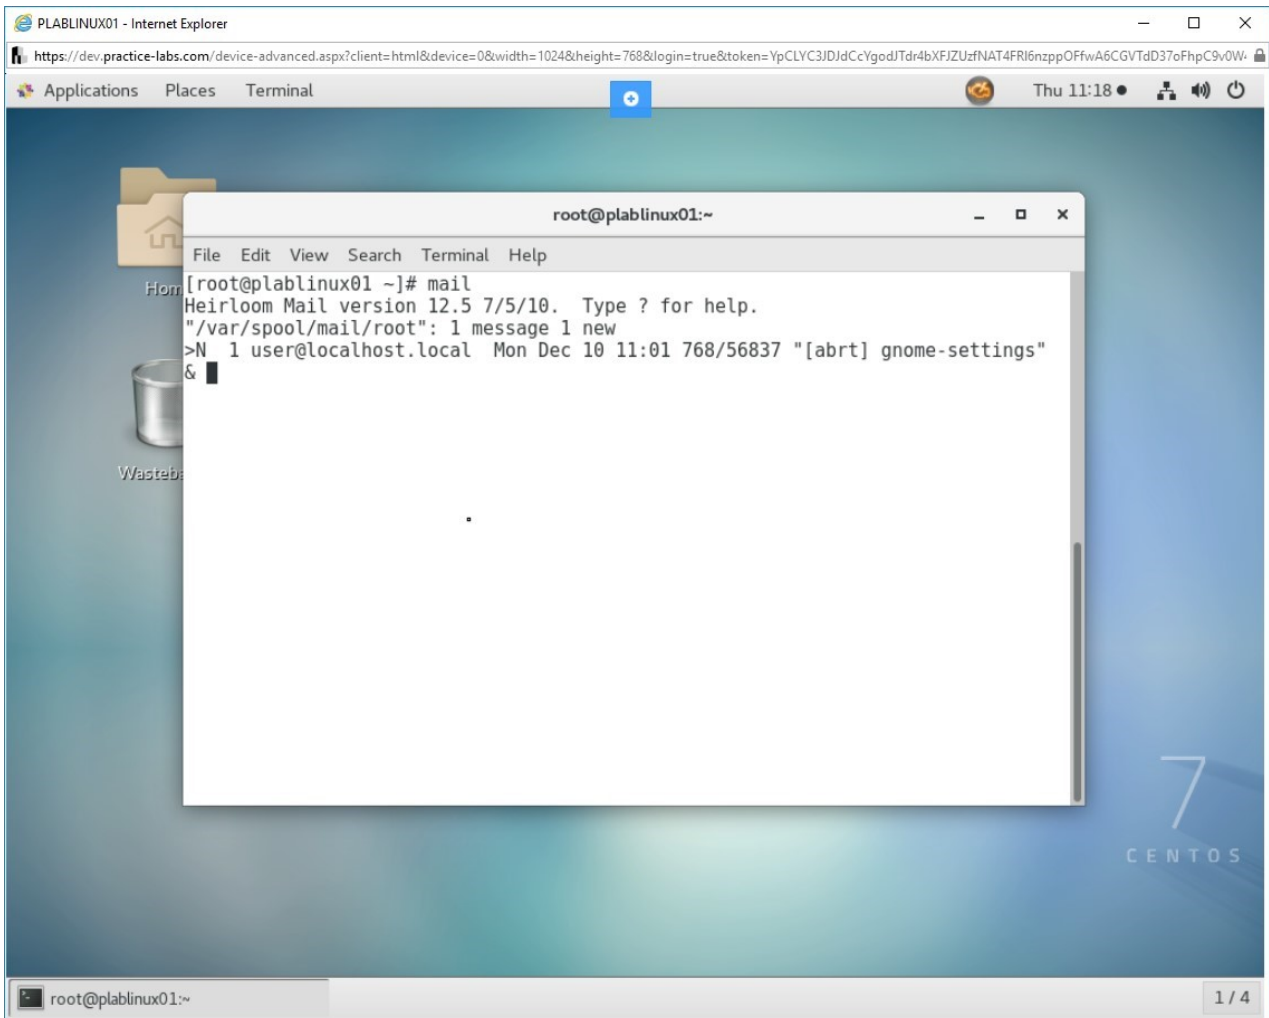 PLABLINUX01 - Internet Explorer
https://dev.practice-labs.com/device-advanced.aspx?client=html&device=0&width=1024&height=768&login=true&token=YpCLYC3JDJdCcYgodJTdr4bXFJZUzfNAT4FRl6nzppOFfwA6CGVTdD37oFhpC9v0W
Applications Places Terminal Thu 11:18
root@plablinux01:~
File Edit View Search Terminal Help
[root@plablinux01 ~]# mail
Heirloom Mail version 12.5 7/5/10.  Type ? for help.
"/var/spool/mail/root": 1 message 1 new
>N  1 user@localhost.local  Mon Dec 10 11:01 768/56837 "[abrt] gnome-settings"
&
Hom
Wasteb
7
CENTOS
root@plablinux01:~ 1 / 4